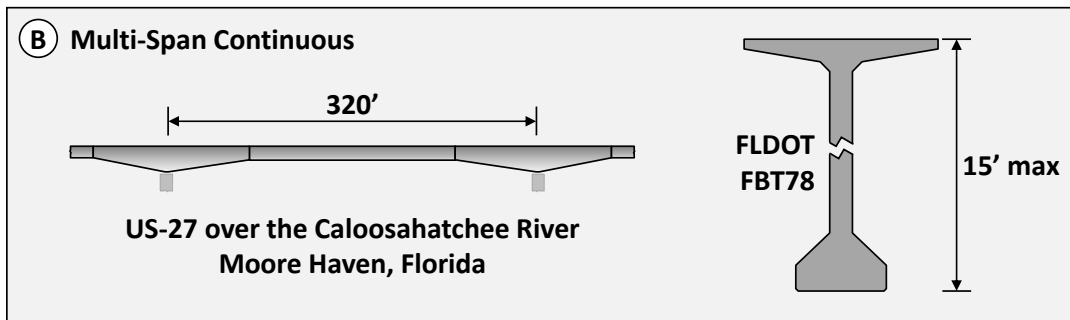 B Multi-Span Continuous
320’
US-27 over the Caloosahatchee River
Moore Haven, Florida
FLDOT
FBT78
15’ max